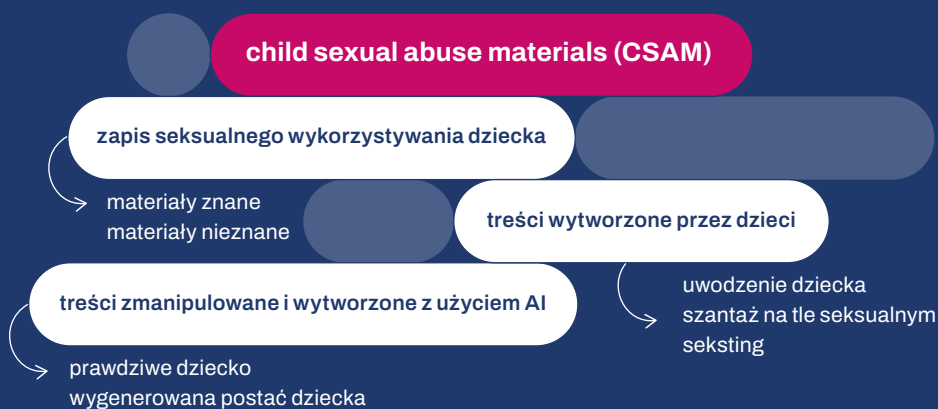 child sexual abuse materials (CSAM)
zapis seksualnego wykorzystywania dziecka
materiały znane
materiały nieznane
treści wytworzone przez dzieci
uwodzenie dziecka
szantaż na tle seksualnym
seksting
treści zmanipulowane i wytworzone z użyciem AI
prawdziwe dziecko
wygenerowana postać dziecka